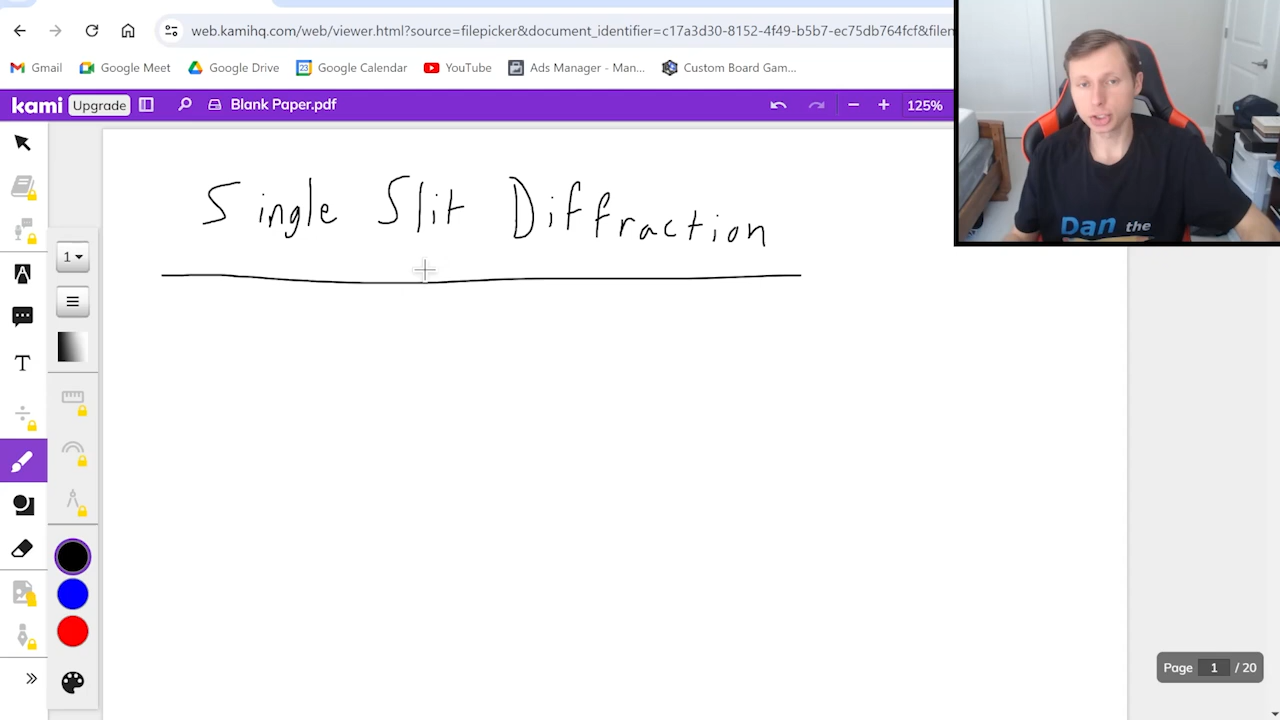 web.kamihq.com/web/viewer.html?source=filepicker&document_identifier=c17a3d30-8152-4f49-b5b7-ec75db764fcf&filen
Gmail Google Meet Google Drive 23 Google Calendar YouTube Ads Manager - Man... Custom Board Gam...
kami Upgrade Blank Paper.pdf 125%
Dan the
Single Slit Diffraction
1
T
Page 1 / 20